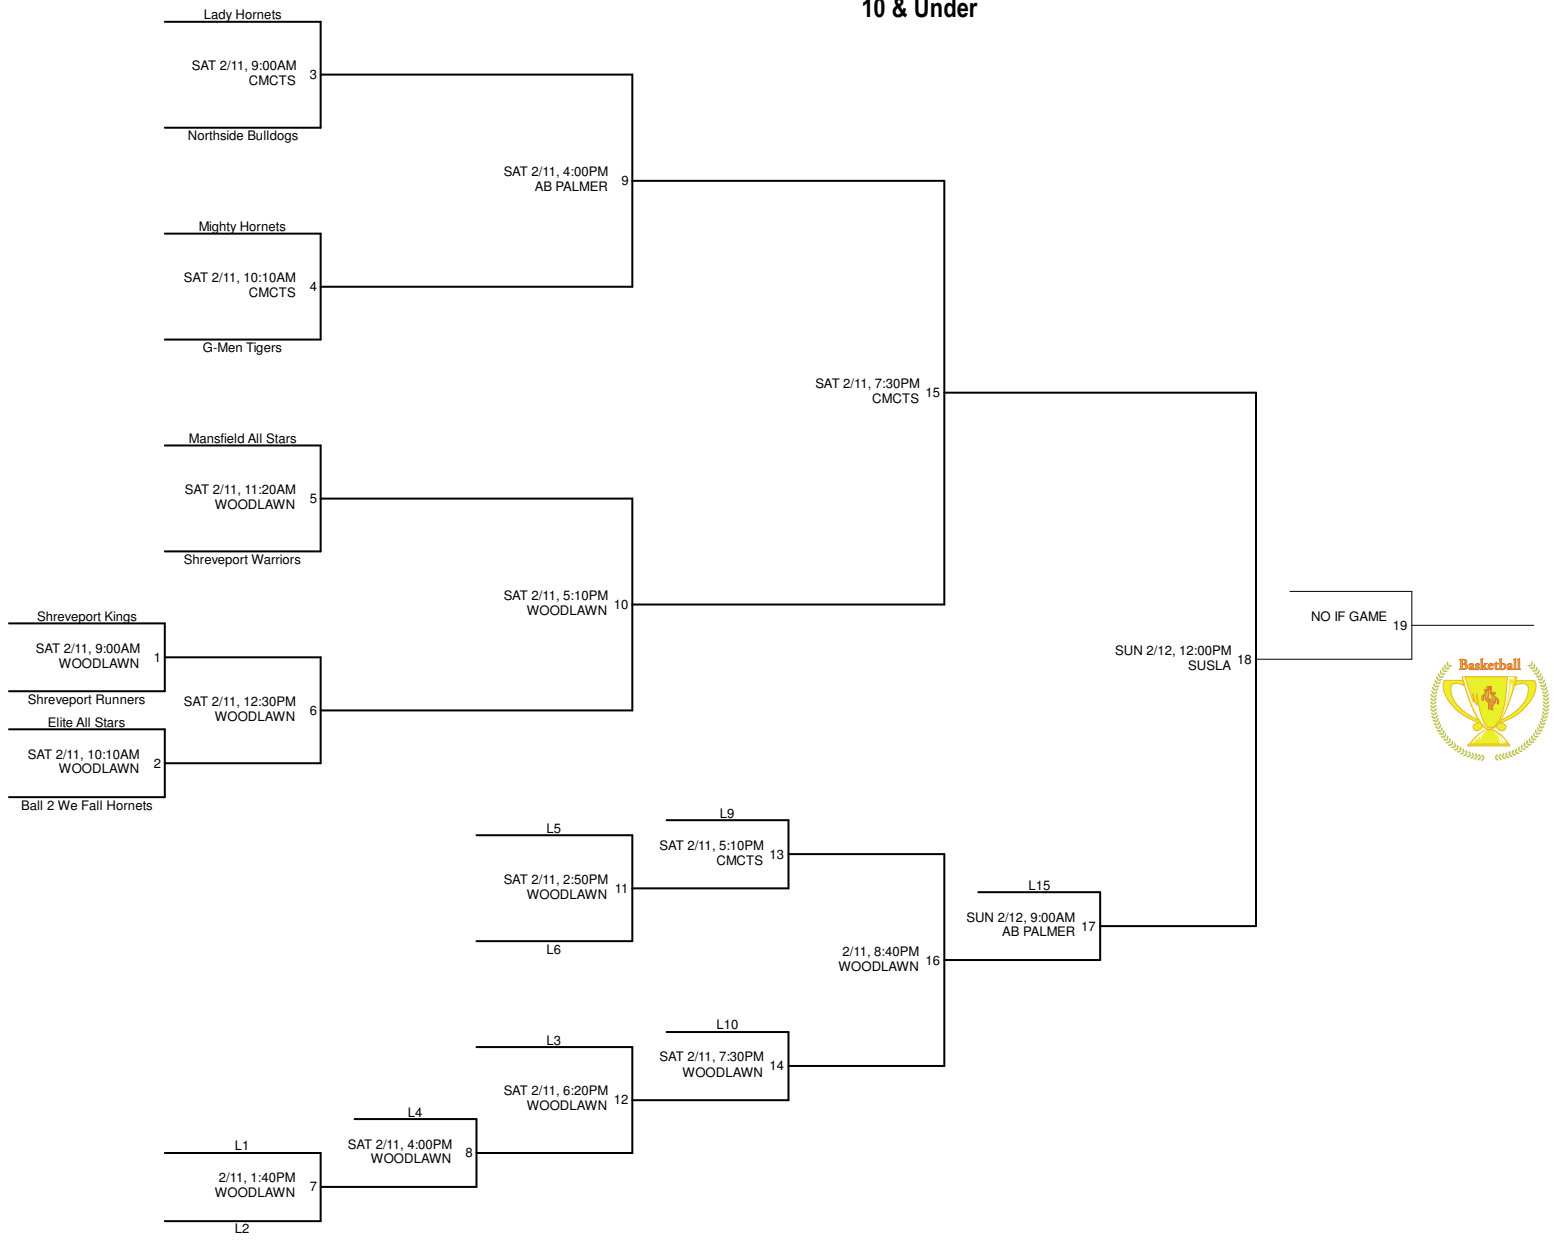 10 & Under
Lady Hornets
SAT 2/11, 9:00AM
CMCTS
3
Northside Bulldogs
SAT 2/11, 4:00PM
AB PALMER
9
Mighty Hornets
SAT 2/11, 10:10AM
CMCTS
4
G-Men Tigers
SAT 2/11, 7:30PM
CMCTS
15
Mansfield All Stars
SAT 2/11, 11:20AM
WOODLAWN
5
Shreveport Warriors
SAT 2/11, 5:10PM
WOODLAWN
10
Shreveport Kings
SAT 2/11, 9:00AM
WOODLAWN
1
Shreveport Runners
SAT 2/11, 12:30PM
WOODLAWN
6
Elite All Stars
SAT 2/11, 10:10AM
WOODLAWN
2
Ball 2 We Fall Hornets
SUN 2/12, 12:00PM
SUSLA
18
NO IF GAME
19
Basketball
L5
SAT 2/11, 2:50PM
WOODLAWN
11
L6
L9
SAT 2/11, 5:10PM
CMCTS
13
2/11, 8:40PM
WOODLAWN
16
L15
SUN 2/12, 9:00AM
AB PALMER
17
L10
SAT 2/11, 7:30PM
WOODLAWN
14
L3
SAT 2/11, 6:20PM
WOODLAWN
12
L4
SAT 2/11, 4:00PM
WOODLAWN
8
L1
2/11, 1:40PM
WOODLAWN
7
L2